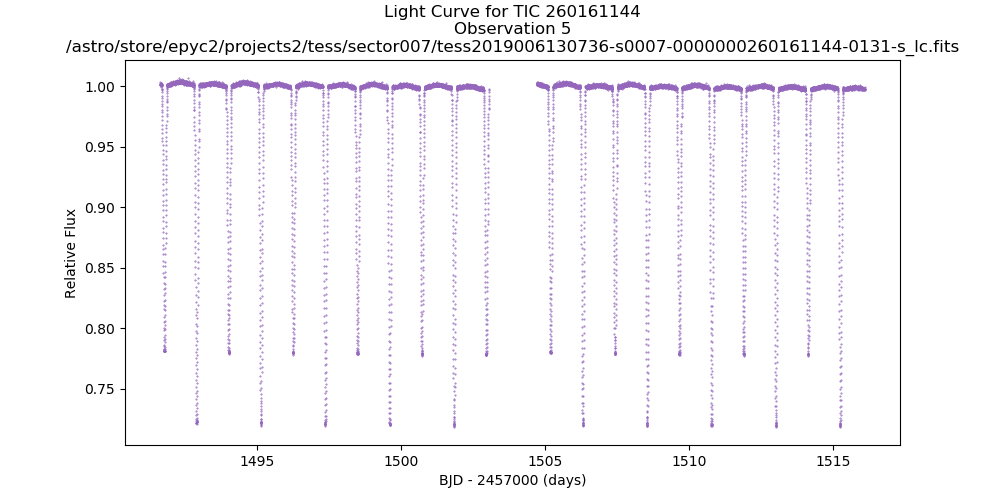 Light Curve for TIC 260161144
Observation 5
/astro/store/epyc2/projects2/tess/sector007/tess2019006130736-s0007-0000000260161144-0131-s_lc.fits
1.00
0.95
0.90
0.85
0.80
0.75
Relative Flux
1495
1500
1505
1510
1515
BJD - 2457000 (days)